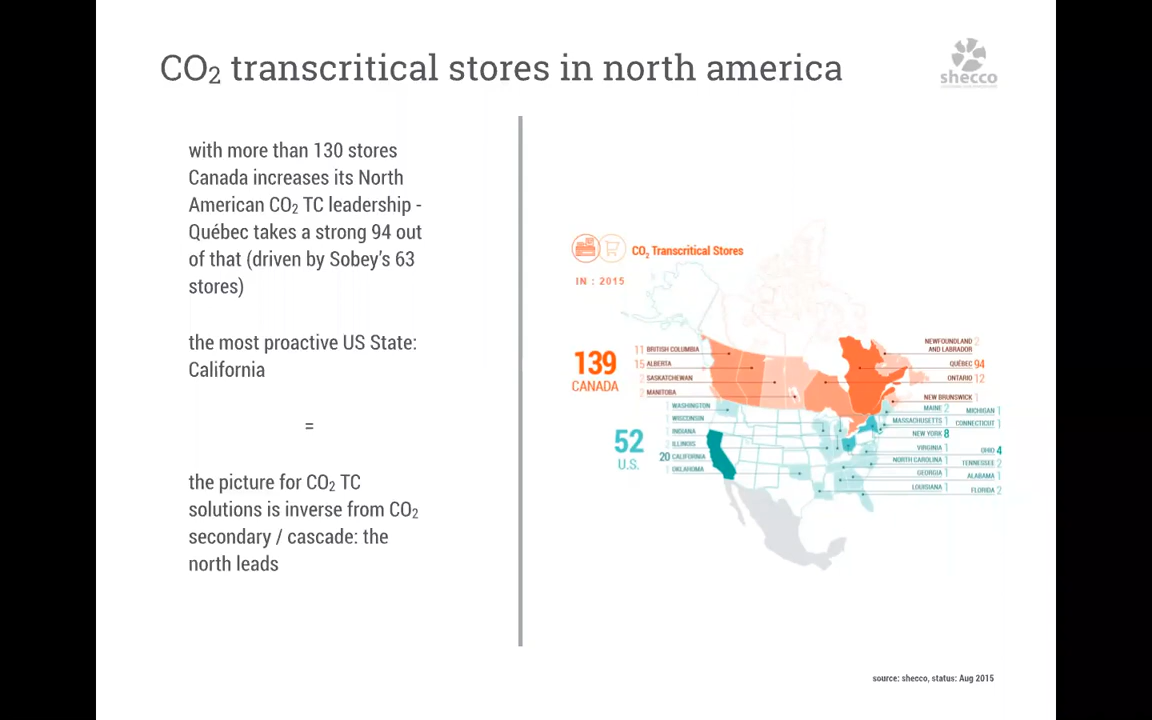 CO₂ transcritical stores in north america
shecco
with more than 130 stores
Canada increases its North
American CO₂ TC leadership -
Québec takes a strong 94 out
of that (driven by Sobey's 63
stores)
the most proactive US State:
California
=
the picture for CO₂ TC
solutions is inverse from CO₂
secondary / cascade: the
north leads
CO₂ Transcritical Stores
IN : 2015
139
CANADA
11 BRITISH COLUMBIA
15 ALBERTA
2 SASKATCHEWAN
2 MANITOBA
NEWFOUNDLAND 2
AND LABRADOR
QUÉBEC 94
ONTARIO 12
NEW BRUNSWICK 1
52
U.S.
WASHINGTON
WISCONSIN
INDIANA
ILLINOIS
20 CALIFORNIA
OKLAHOMA
MAINE 2
MICHIGAN 1
MASSACHUSETTS 1
CONNECTICUT 1
NEW YORK 8
VIRGINIA 1
OHIO 4
NORTH CAROLINA 1
TENNESSEE 2
GEORGIA 1
ALABAMA 1
LOUISIANA 1
FLORIDA 2
source: shecco, status: Aug 2015